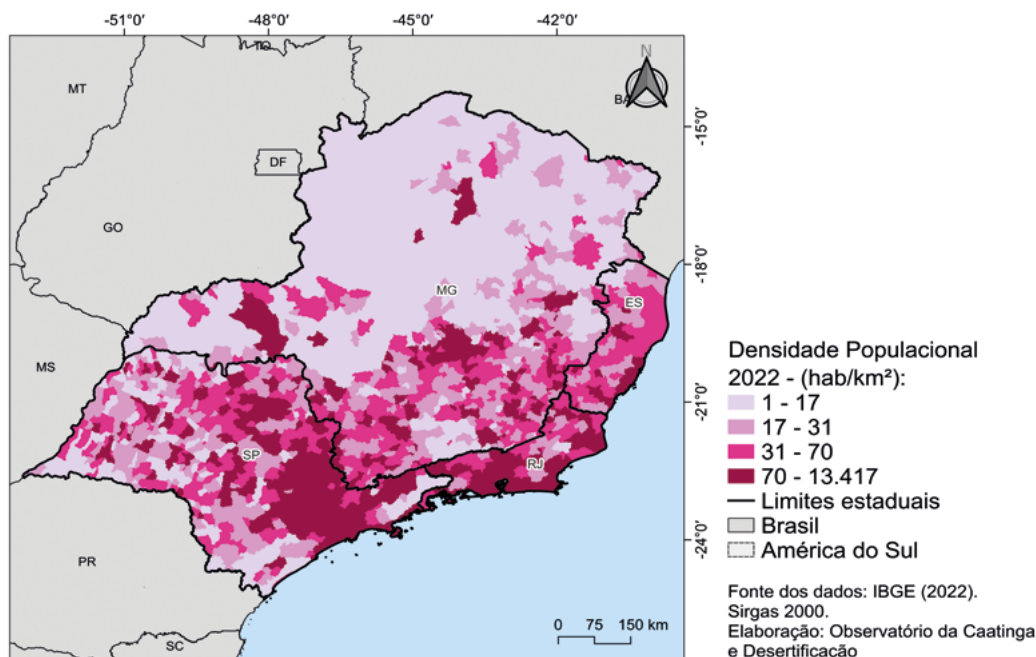 -51°0' -48°0' -45°0' -42°0'
TO
N
MT
BA
-15°0'
DF
GO
-18°0'
MG
ES
MS
-21°0'
SP
RJ
-24°0'
PR
0 75 150 km
SC
Densidade Populacional
2022 - (hab/km²):
1 - 17
17 - 31
31 - 70
70 - 13.417
Limites estaduais
Brasil
América do Sul
Fonte dos dados: IBGE (2022).
Sirgas 2000.
Elaboração: Observatório da Caatinga
e Desertificação